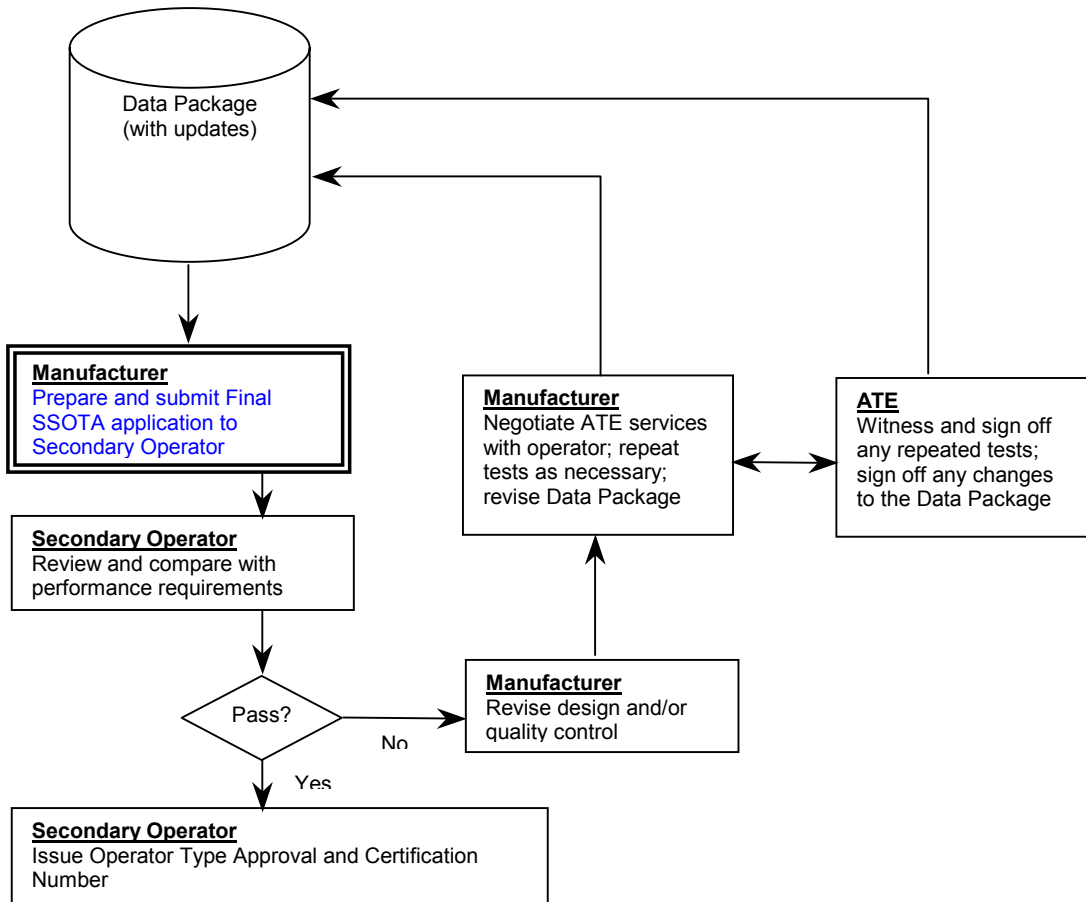 Data Package
(with updates)
Manufacturer
Prepare and submit Final
SSOTA application to
Secondary Operator
Manufacturer
Negotiate ATE services
with operator; repeat
tests as necessary;
revise Data Package
ATE
Witness and sign off
any repeated tests;
sign off any changes
to the Data Package
Secondary Operator
Review and compare with
performance requirements
Pass?
No
Manufacturer
Revise design and/or
quality control
Yes
Secondary Operator
Issue Operator Type Approval and Certification
Number